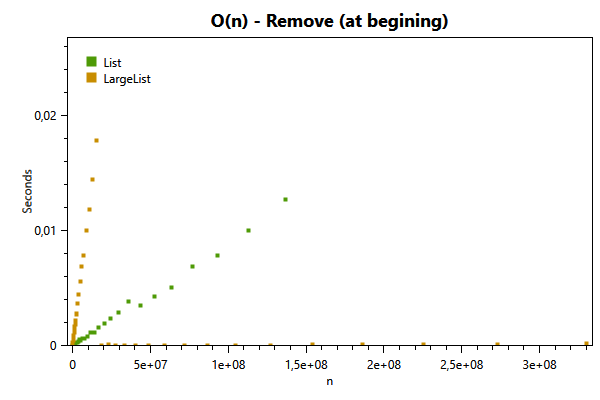 O(n) - Remove (at begining)
List
LargeList
0,02
0,01
0
Seconds
0 5e+07 1e+08 1,5e+08 2e+08 2,5e+08 3e+08
n